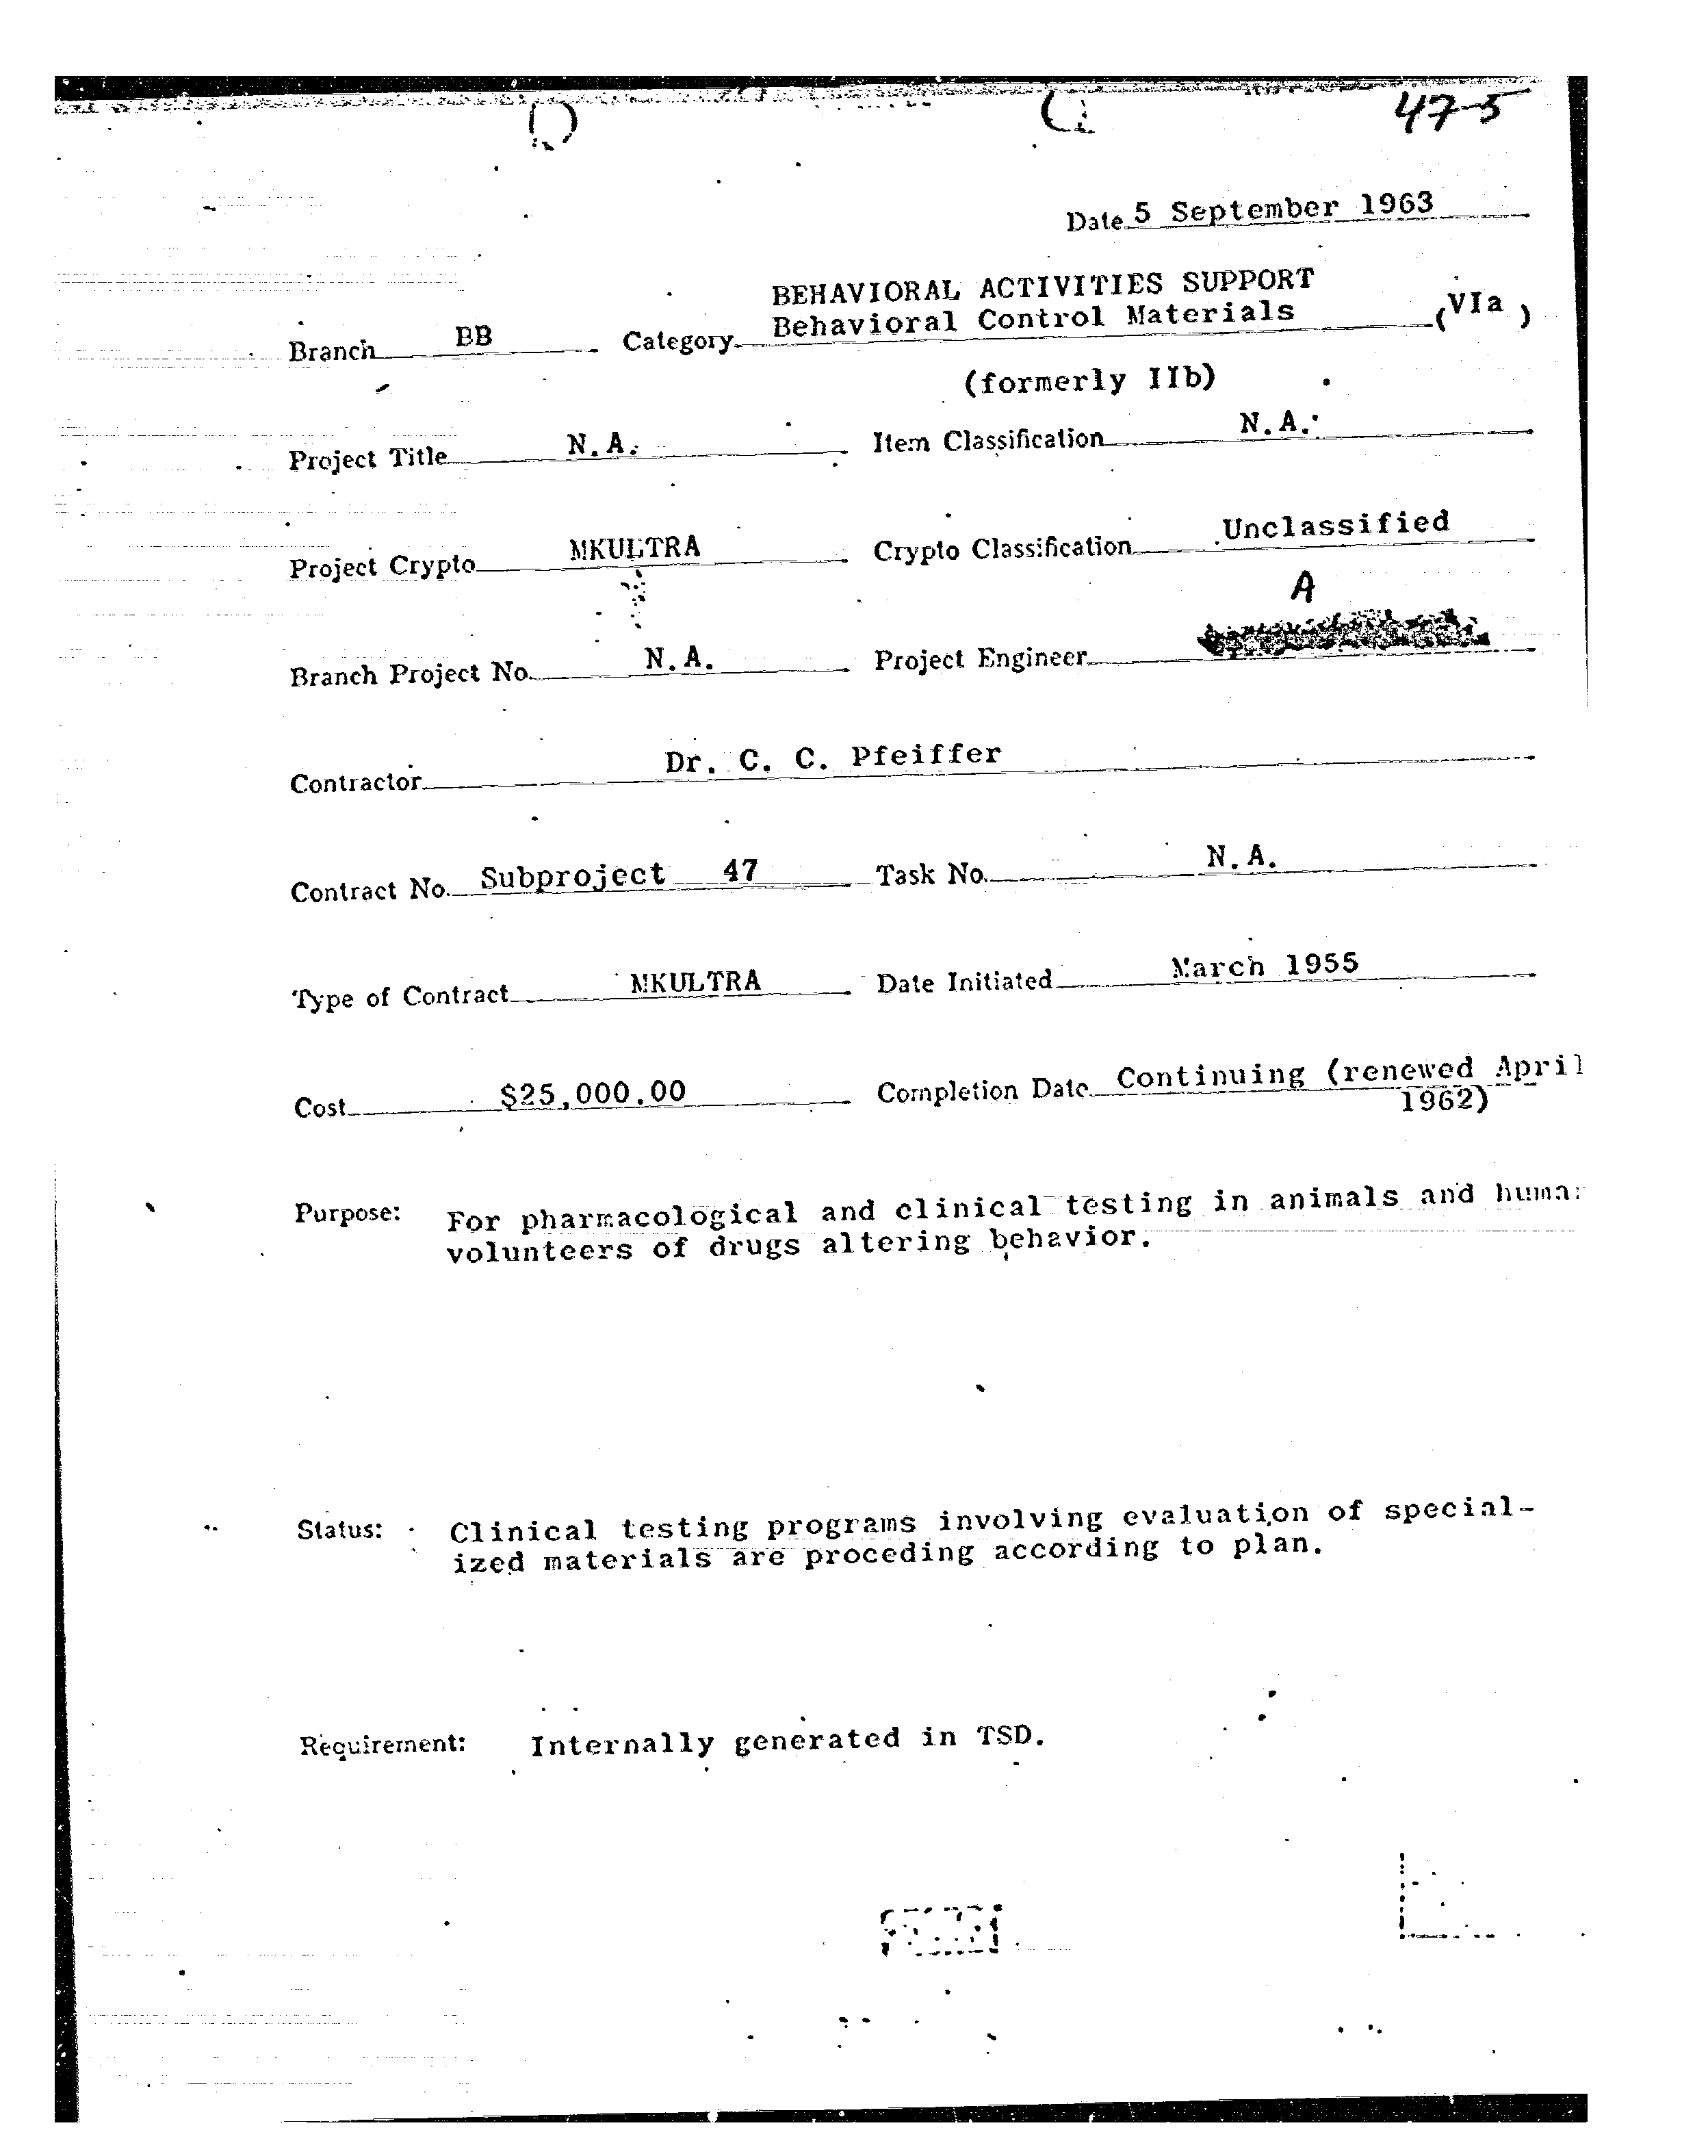 47-5
Date 5 September 1963
BEHAVIORAL ACTIVITIES SUPPORT
Branch BB Category Behavioral Control Materials (VIa)
(formerly IIb)
Project Title N.A. Item Classification N.A.
Project Crypto MKULTRA Crypto Classification Unclassified
A
Branch Project No. N.A. Project Engineer
Contractor Dr. C. C. Pfeiffer
Contract No. Subproject 47 Task No. N.A.
Type of Contract MKULTRA Date Initiated March 1955
Cost $25,000.00 Completion Date Continuing (renewed April
1962)
Purpose: For pharmacological and clinical testing in animals and huma
volunteers of drugs altering behavior.
Status: Clinical testing programs involving evaluation of special-
ized materials are proceding according to plan.
Requirement: Internally generated in TSD.